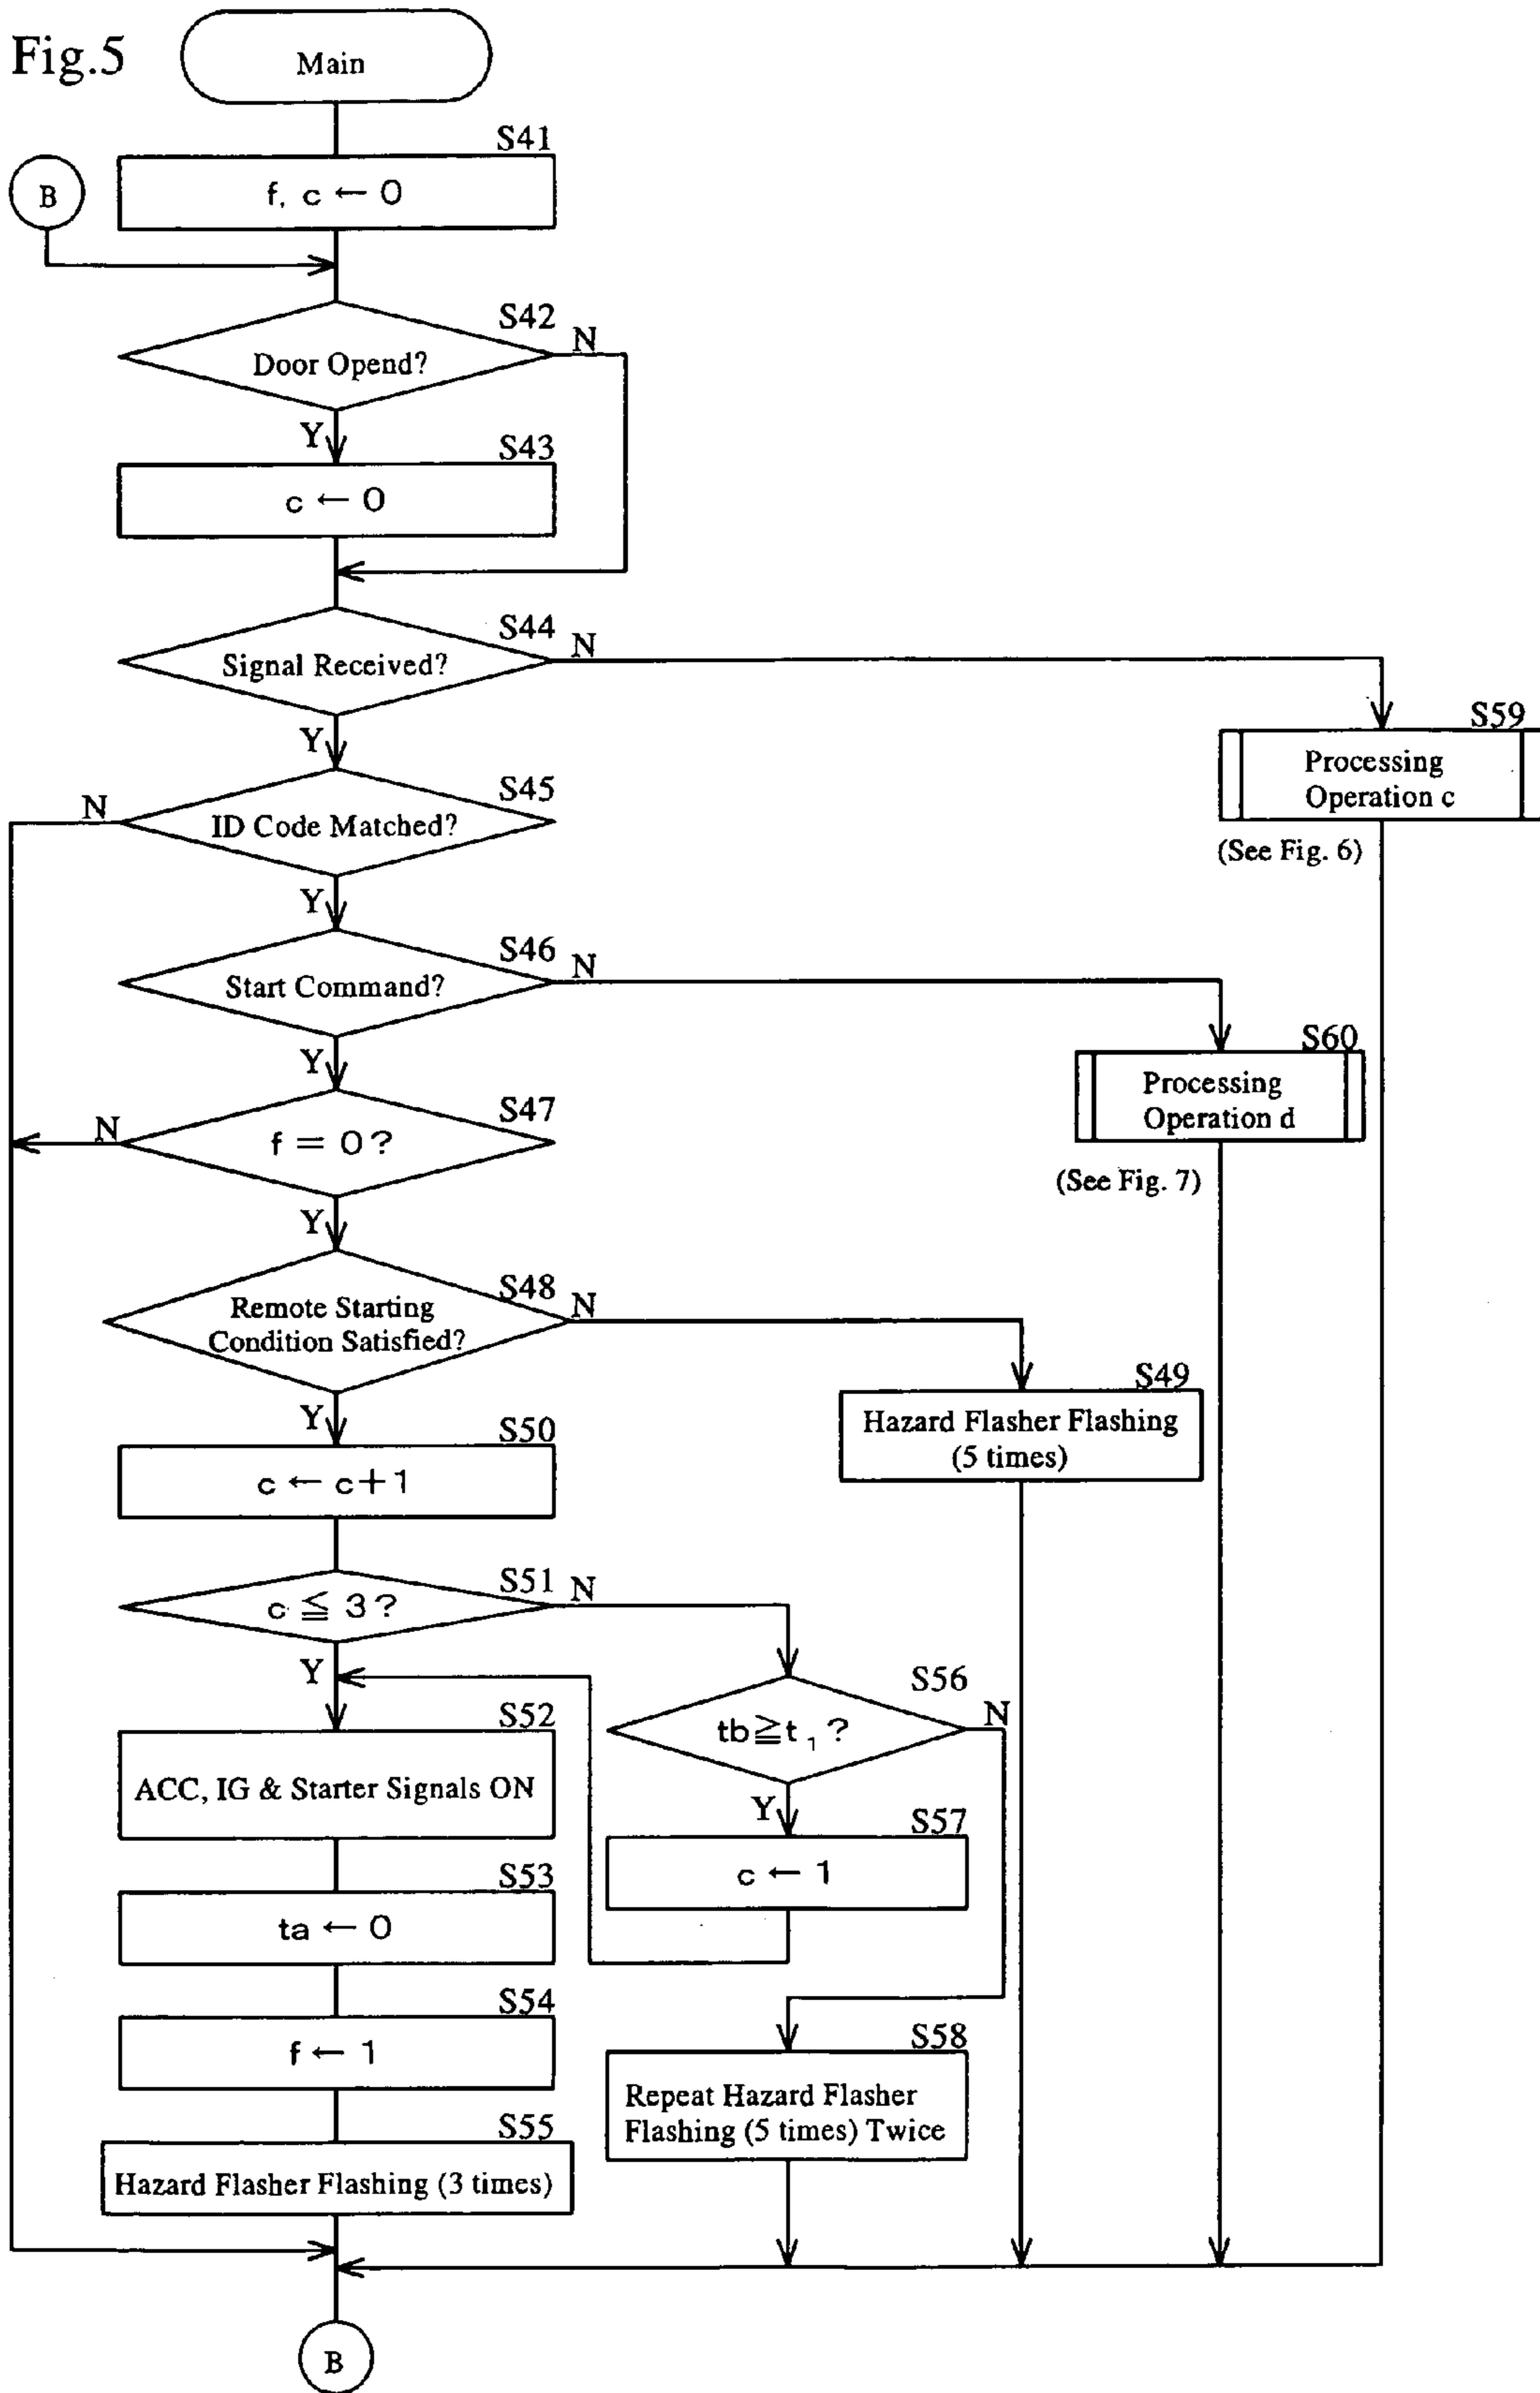 Fig.5
Main
S41
B
f, c ← 0
S42
N
Door Opend?
Y
S43
c ← 0
S44
N
Signal Received?
Y
S59
Processing
Operation c
(See Fig. 6)
S45
N
ID Code Matched?
Y
S46
N
Start Command?
Y
S60
Processing
Operation d
(See Fig. 7)
S47
N
f = 0?
Y
S48
N
Remote Starting
Condition Satisfied?
Y
S49
Hazard Flasher Flashing
(5 times)
S50
c ← c+1
S51
N
c ≦ 3?
Y
S56
N
tb≧t₁?
Y
S52
ACC, IG & Starter Signals ON
S57
c ← 1
S53
ta ← 0
S54
f ← 1
S58
Repeat Hazard Flasher
Flashing (5 times) Twice
S55
Hazard Flasher Flashing (3 times)
B